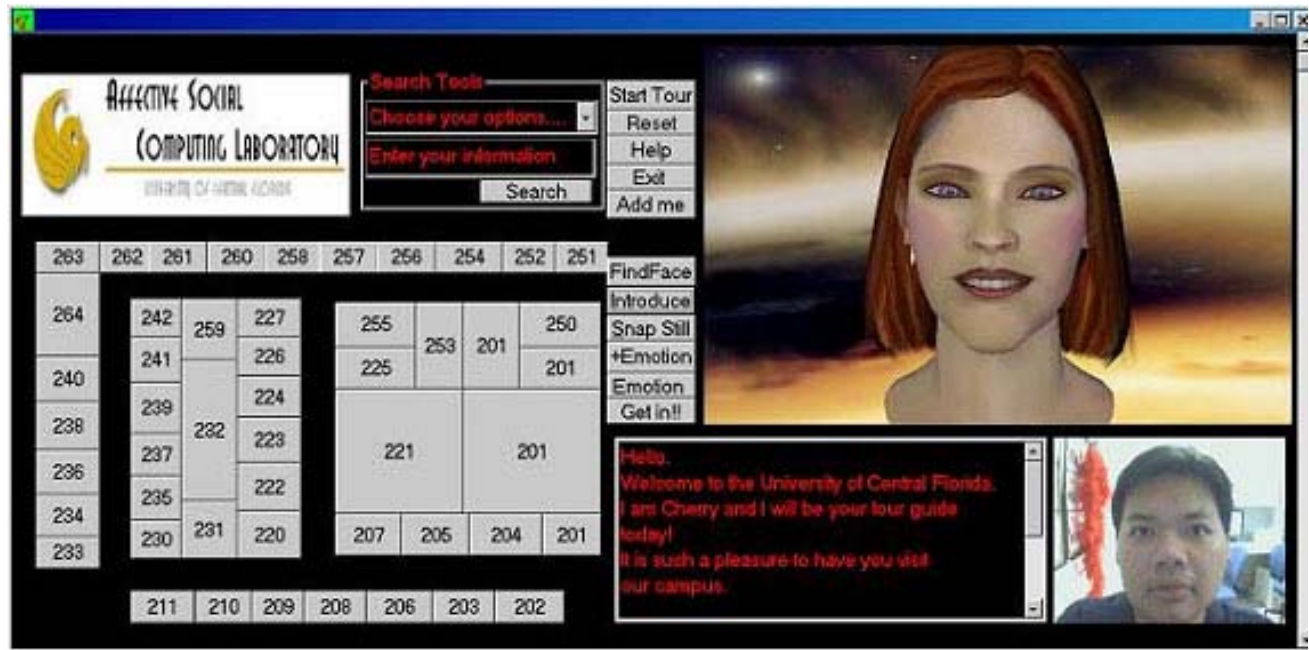 AFFECTIVE SOCIAL
COMPUTING LABORATORY
UNIVERSITY OF CENTRAL FLORIDA
Search Tools
Choose your options....
Enter your information
Search
Start Tour
Reset
Help
Exit
Add me
263 262 261 260 258 257 256 254 252 251
264 242 259 227 255 253 201 250
241 226 225 201
240 239 232 224 221 201
238 237 223
236 235 222
234 230 231 220 207 205 204 201
233
211 210 209 208 206 203 202
FindFace
Introduce
Snap Still
+Emotion
Emotion
Get in!!
Hello.
Welcome to the University of Central Florida.
I am Cherry and I will be your tour guide
today!
It is such a pleasure to have you visit
our campus.